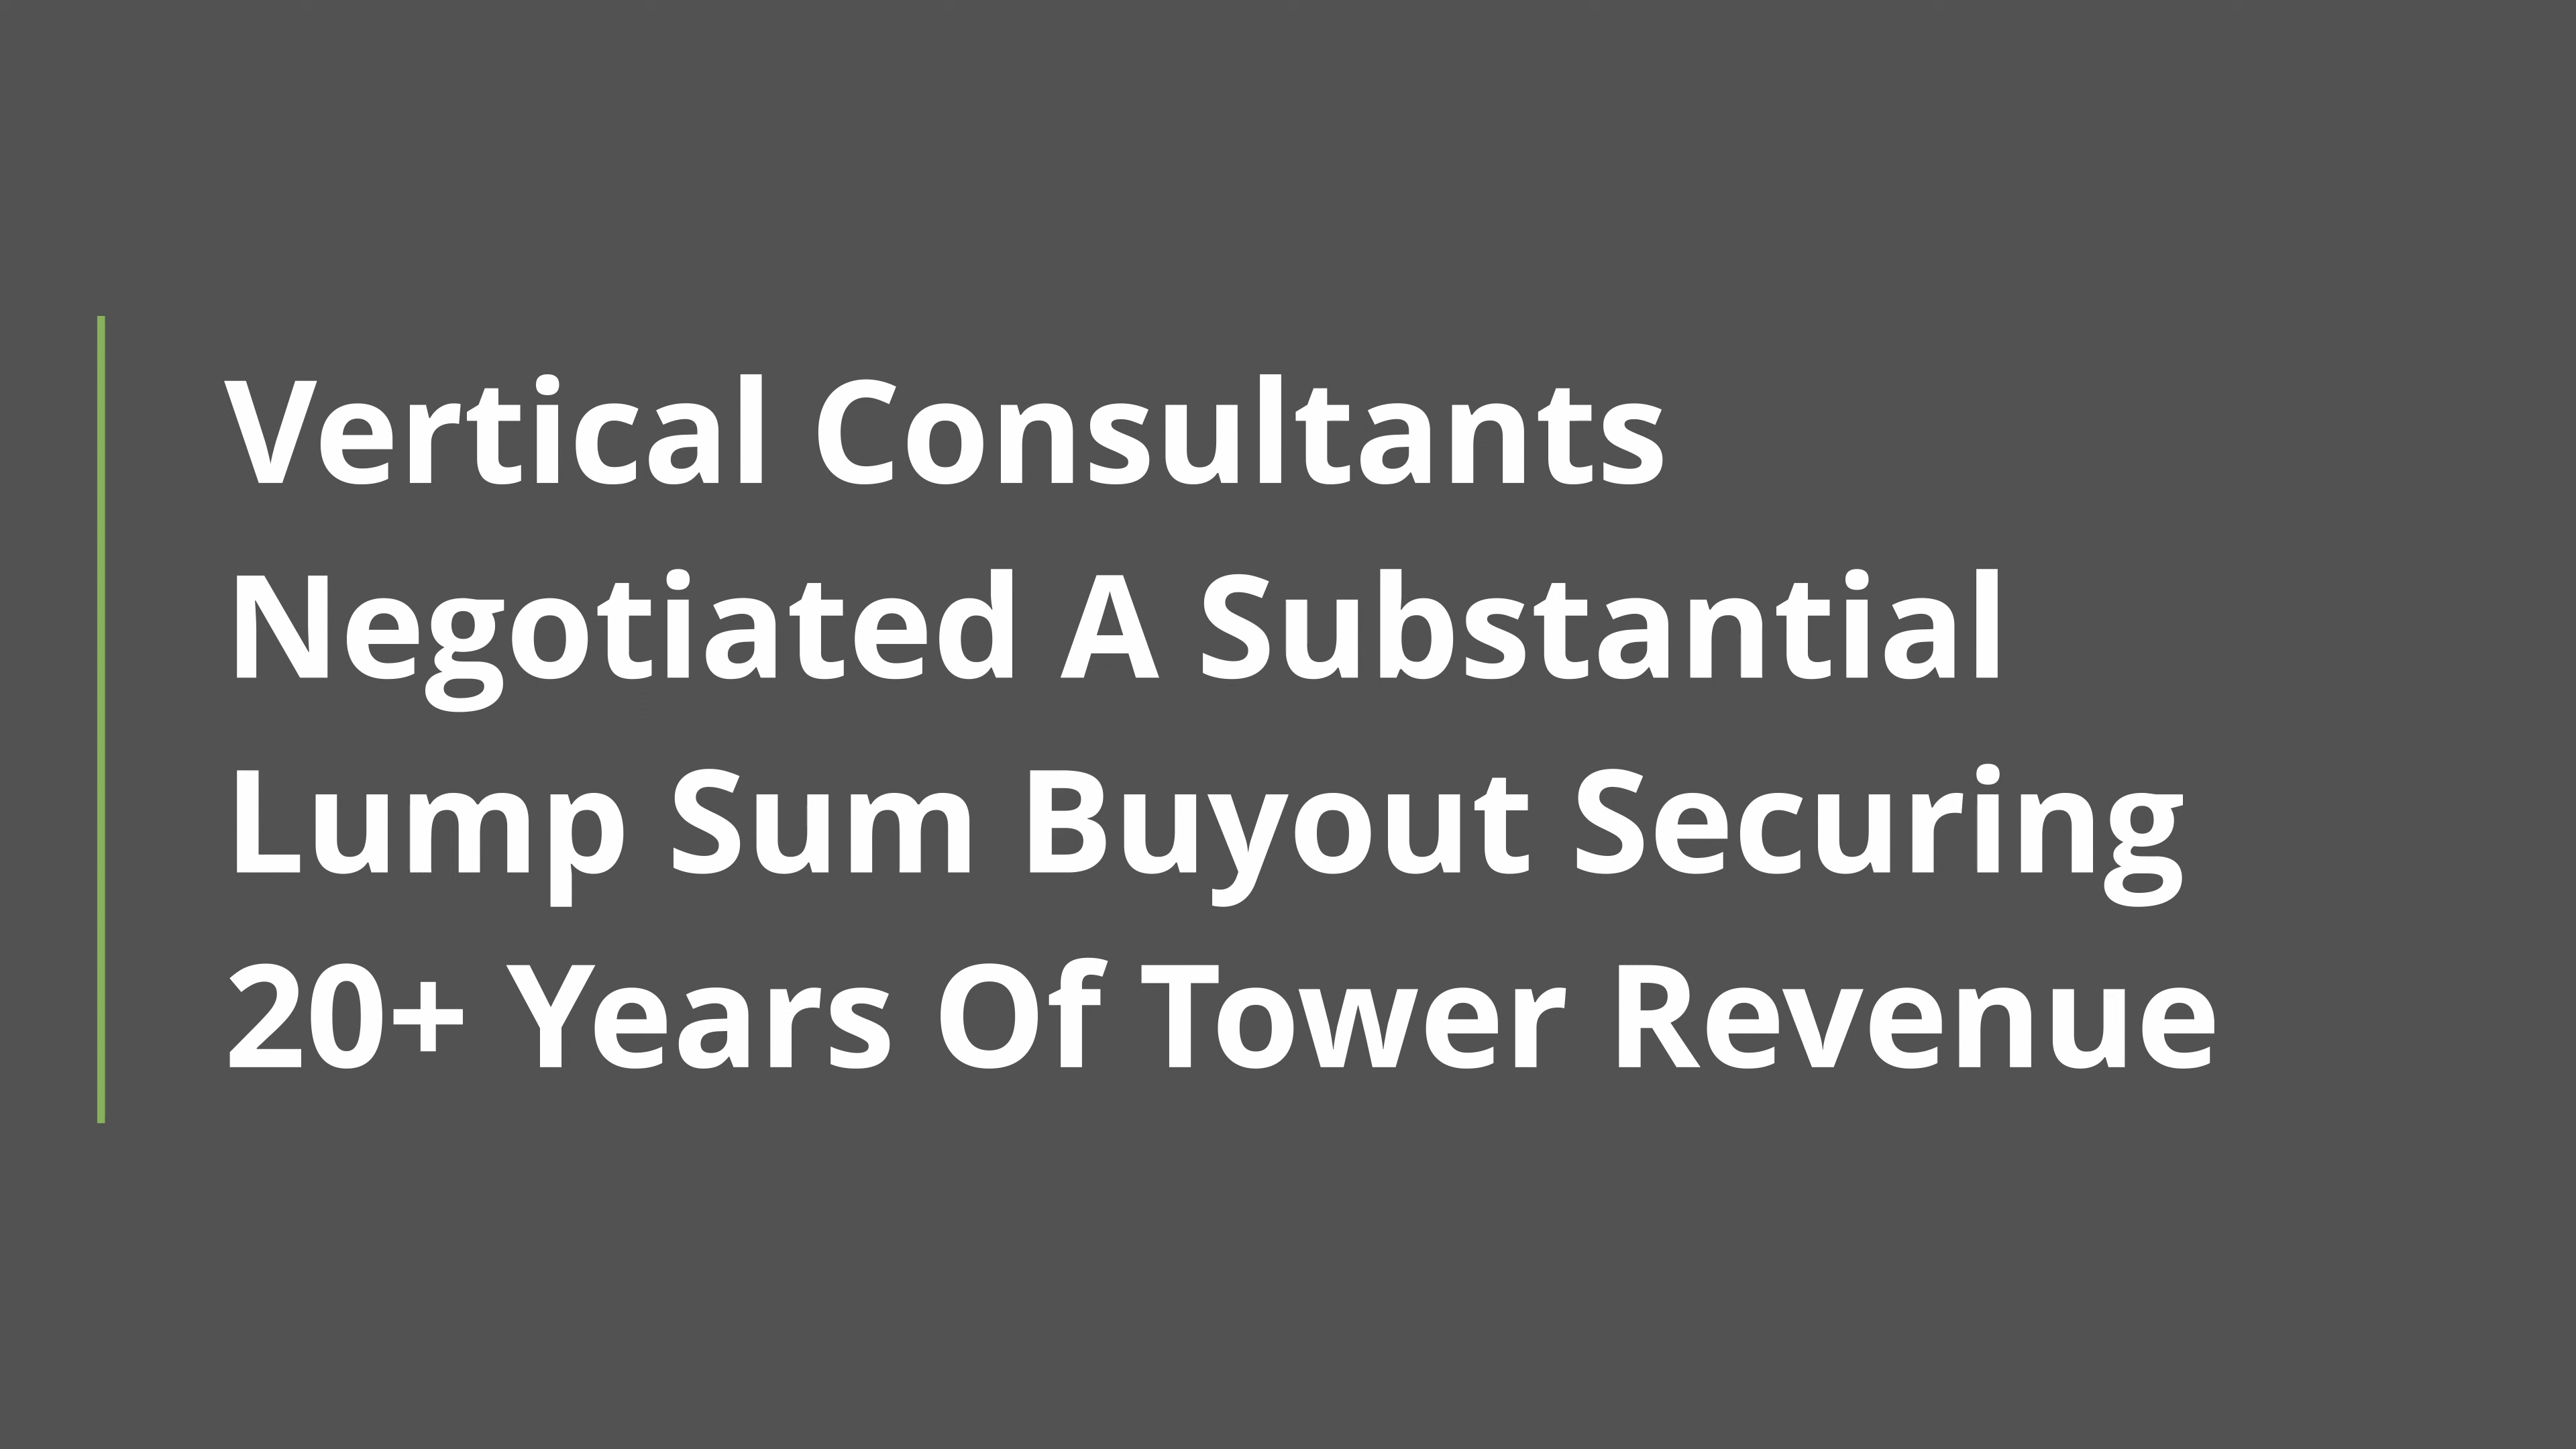 Vertical Consultants
Negotiated A Substantial
Lump Sum Buyout Securing
20+ Years Of Tower Revenue